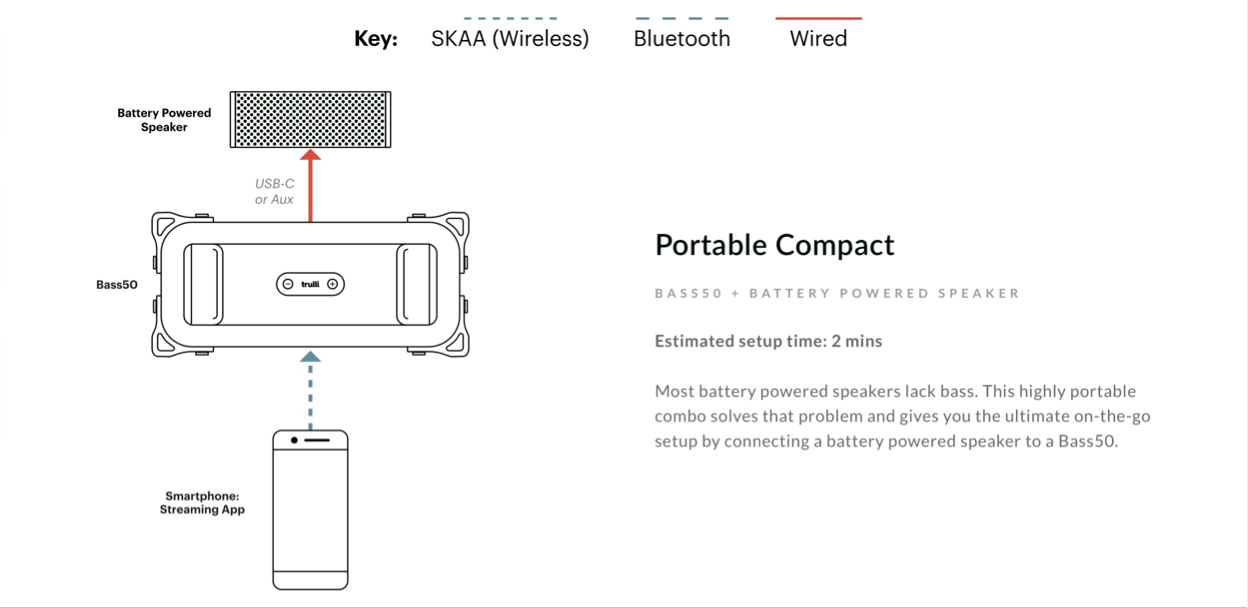 Key: SKAA (Wireless) Bluetooth Wired
Battery Powered
Speaker
USB-C
or Aux
Bass50
trulli
Smartphone:
Streaming App
Portable Compact
BASS50 + BATTERY POWERED SPEAKER
Estimated setup time: 2 mins
Most battery powered speakers lack bass. This highly portable
combo solves that problem and gives you the ultimate on-the-go
setup by connecting a battery powered speaker to a Bass50.